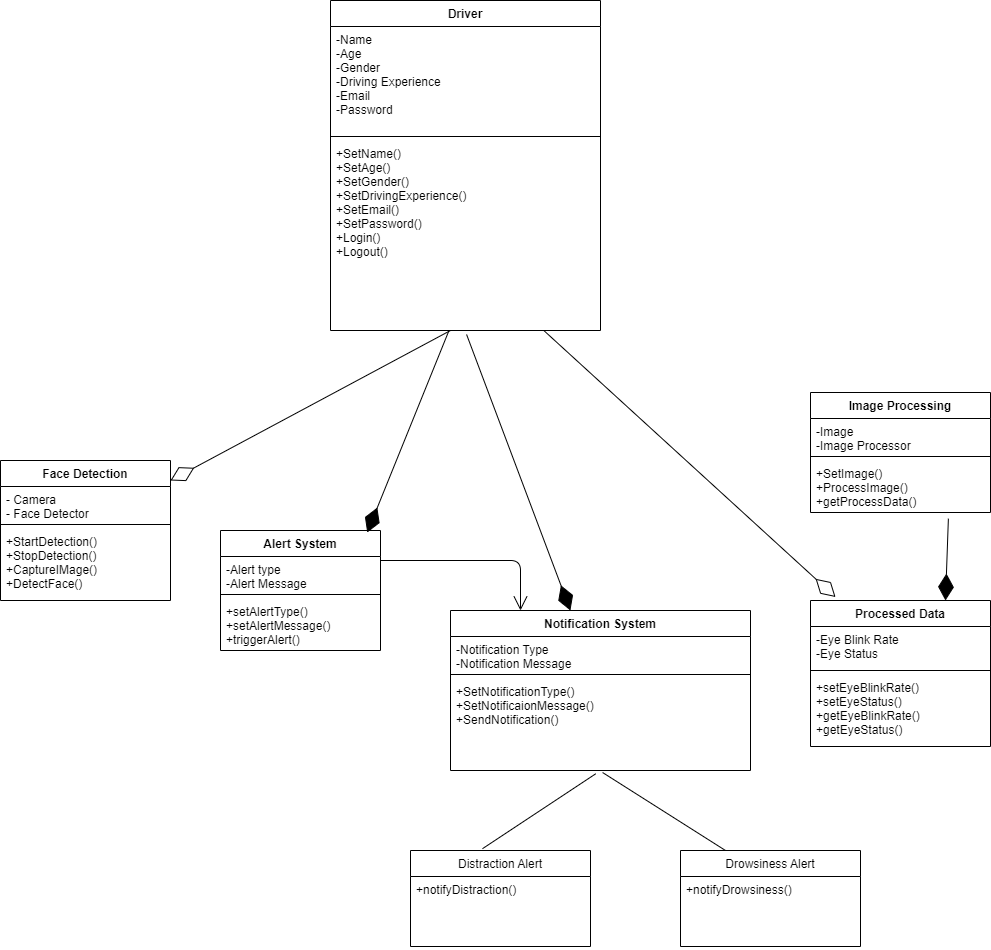 Driver
-Name
-Age
-Gender
-Driving Experience
-Email
-Password
+SetName()
+SetAge()
+SetGender()
+SetDrivingExperience()
+SetEmail()
+SetPassword()
+Login()
+Logout()
Face Detection
- Camera
- Face Detector
+StartDetection()
+StopDetection()
+CaptureIMage()
+DetectFace()
Alert System
-Alert type
-Alert Message
+setAlertType()
+setAlertMessage()
+triggerAlert()
Notification System
-Notification Type
-Notification Message
+SetNotificationType()
+SetNotificaionMessage()
+SendNotification()
Image Processing
-Image
-Image Processor
+SetImage()
+ProcessImage()
+getProcessData()
Processed Data
-Eye Blink Rate
-Eye Status
+setEyeBlinkRate()
+setEyeStatus()
+getEyeBlinkRate()
+getEyeStatus()
Distraction Alert
+notifyDistraction()
Drowsiness Alert
+notifyDrowsiness()